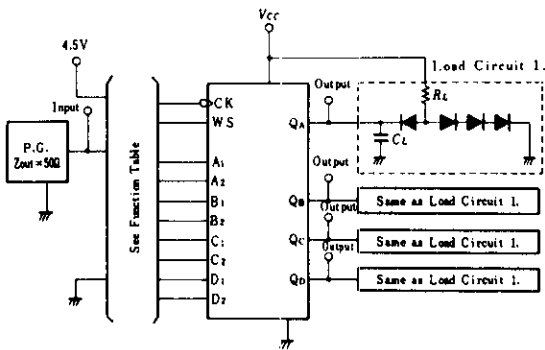 Vcc
4.5V
Input
P.G.
Zout = 50Ω
See Function Table
CK
WS
A1
A2
B1
B2
C1
C2
D1
D2
QA
QB
QC
QD
Output
Load Circuit 1.
RL
CL
Output
Same as Load Circuit 1.
Output
Same as Load Circuit 1.
Output
Same as Load Circuit 1.